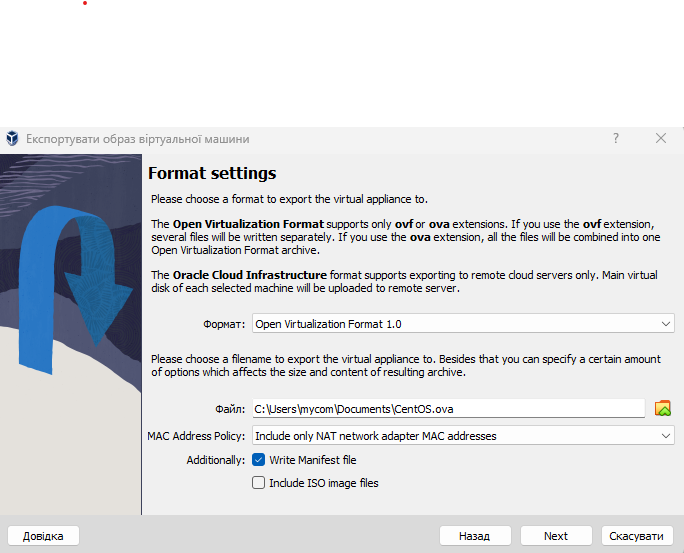 Експортувати образ віртуальної машини
?
Format settings
Please choose a format to export the virtual appliance to.
The Open Virtualization Format supports only ovf or ova extensions. If you use the ovf extension,
several files will be written separately. If you use the ova extension, all the files will be combined into one
Open Virtualization Format archive.
The Oracle Cloud Infrastructure format supports exporting to remote cloud servers only. Main virtual
disk of each selected machine will be uploaded to remote server.
Формат: Open Virtualization Format 1.0
Please choose a filename to export the virtual appliance to. Besides that you can specify a certain amount
of options which affects the size and content of resulting archive.
Файл: C:\Users\mycom\Documents\CentOS.ova
MAC Address Policy: Include only NAT network adapter MAC addresses
Additionally: Write Manifest file
Include ISO image files
Довідка Назад Next Скасувати